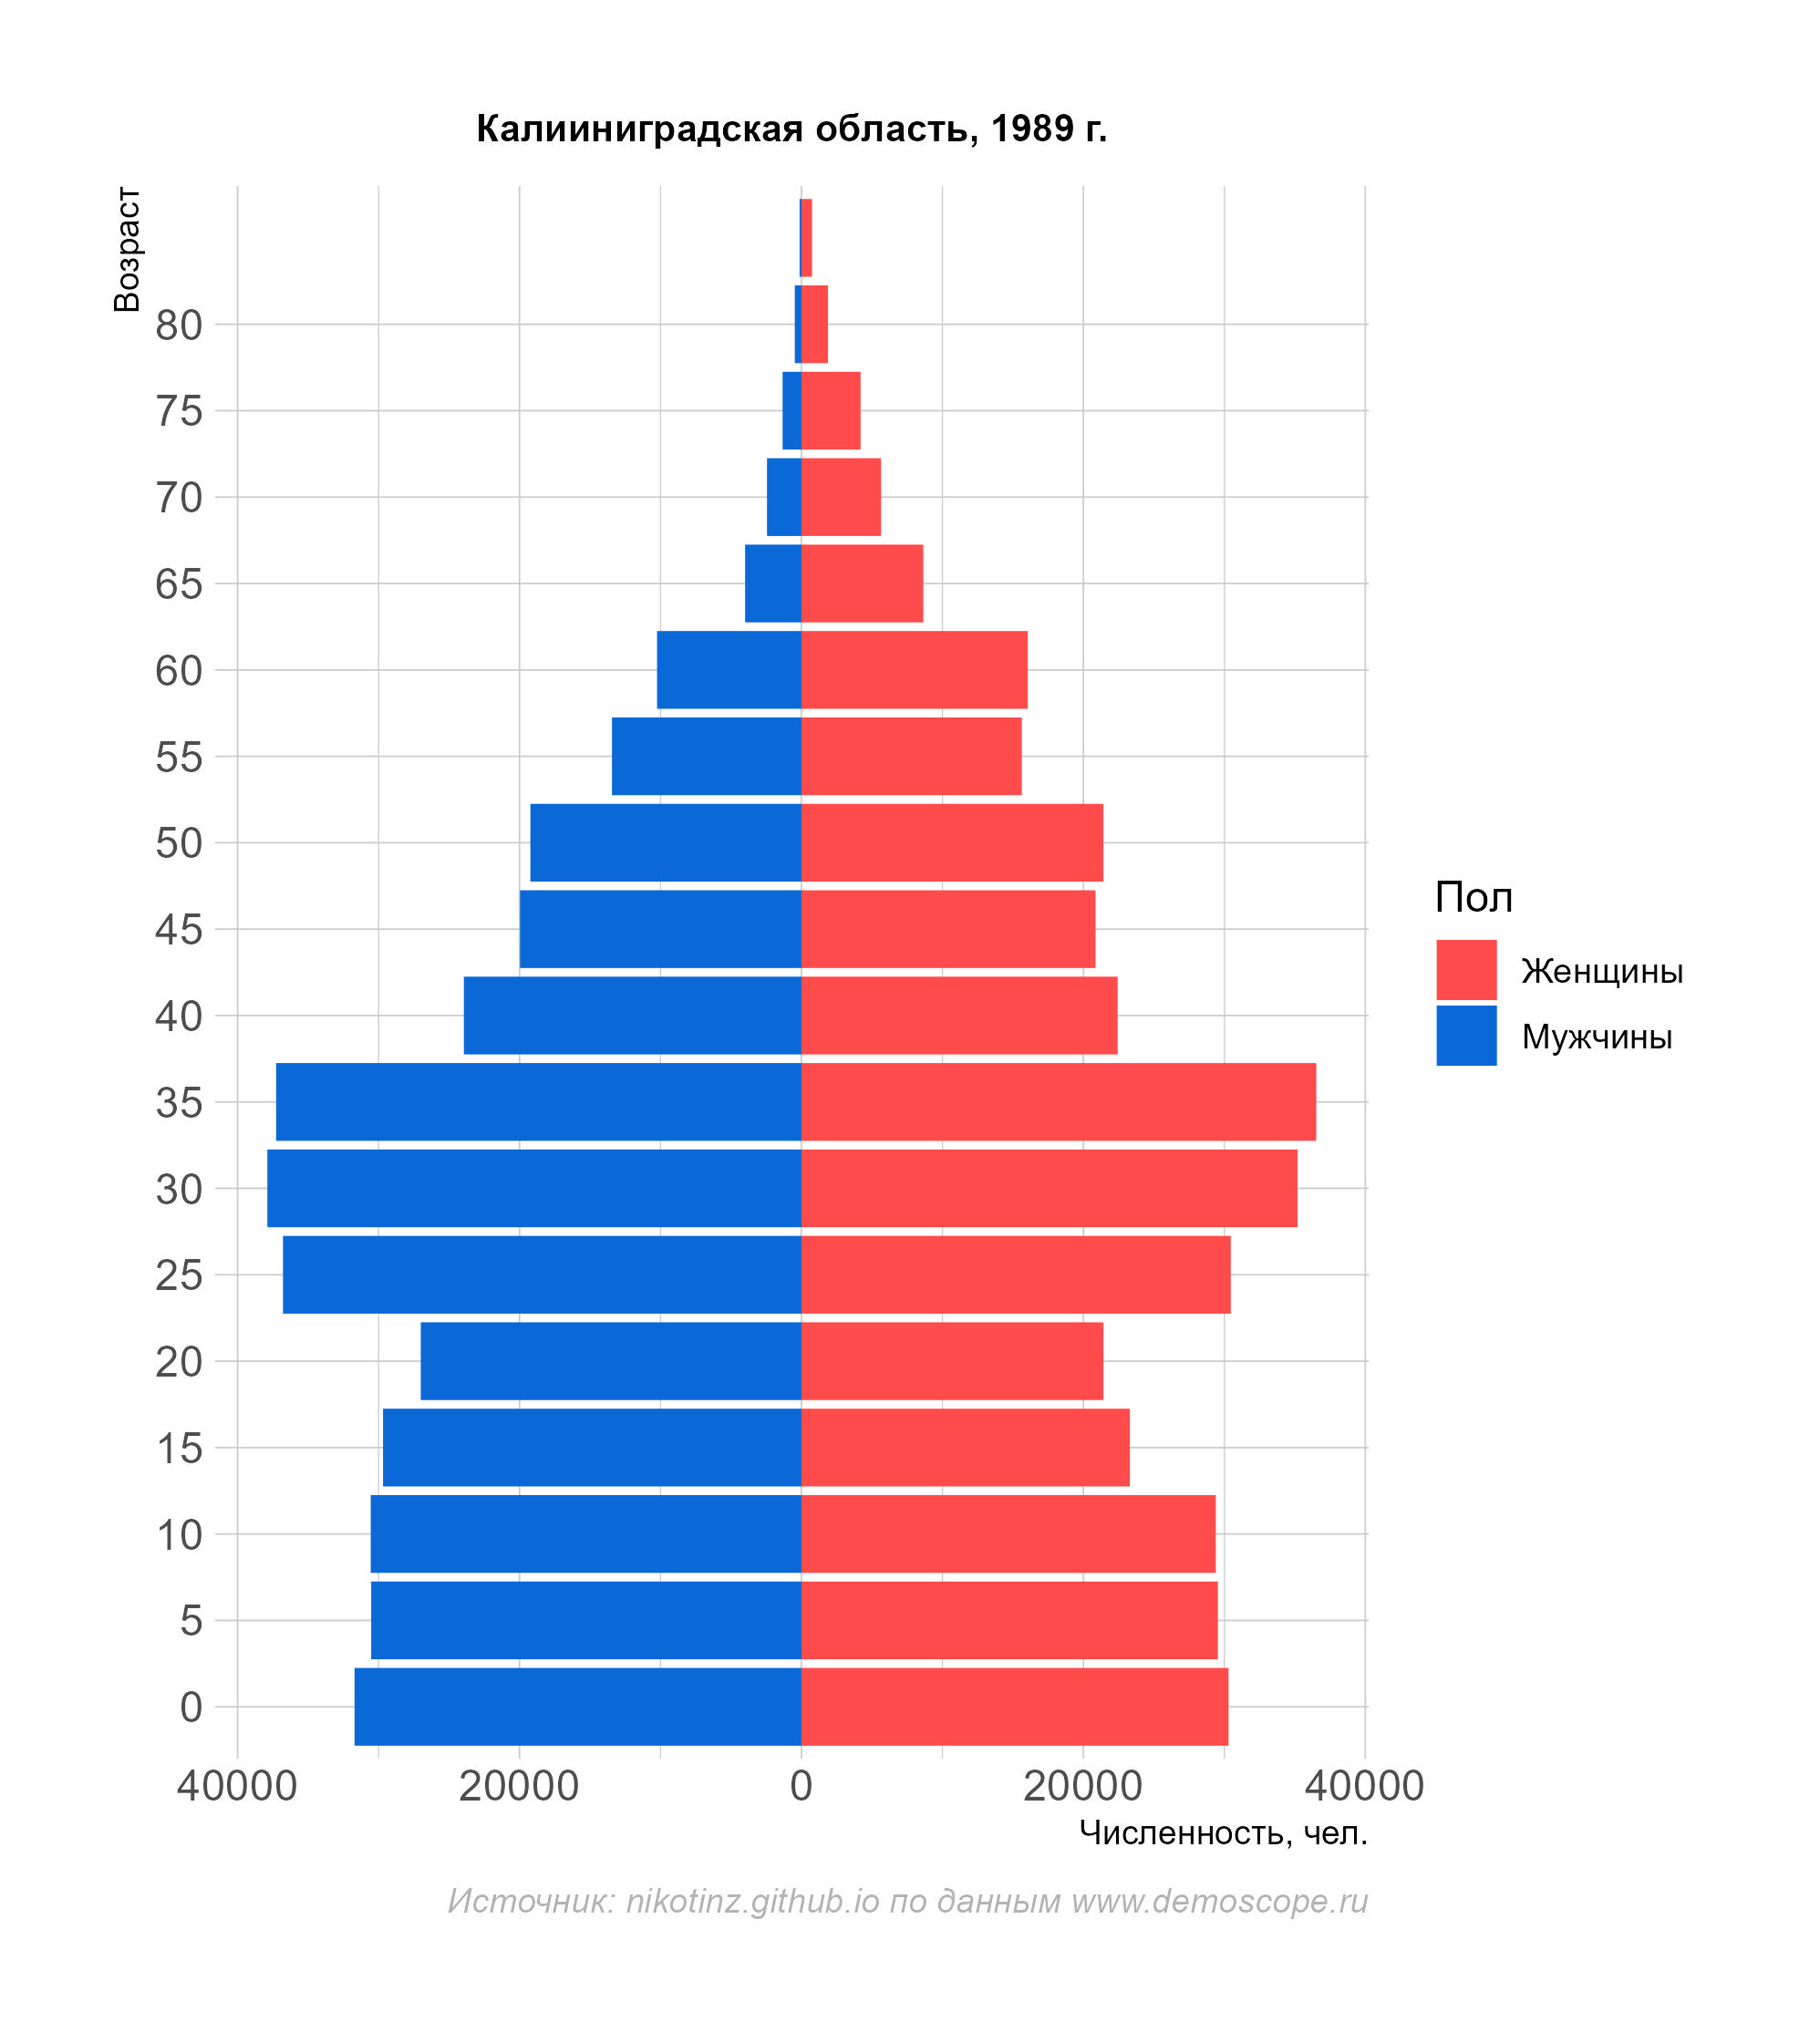 Калииниградская область, 1989 г.
Возраст
80
75
70
65
60
55
50
45
40
35
30
25
20
15
10
5
0
40000 20000 0 20000 40000
Численность, чел.
Пол
Женщины
Мужчины
Источник: nikotinz.github.io по данным www.demoscope.ru